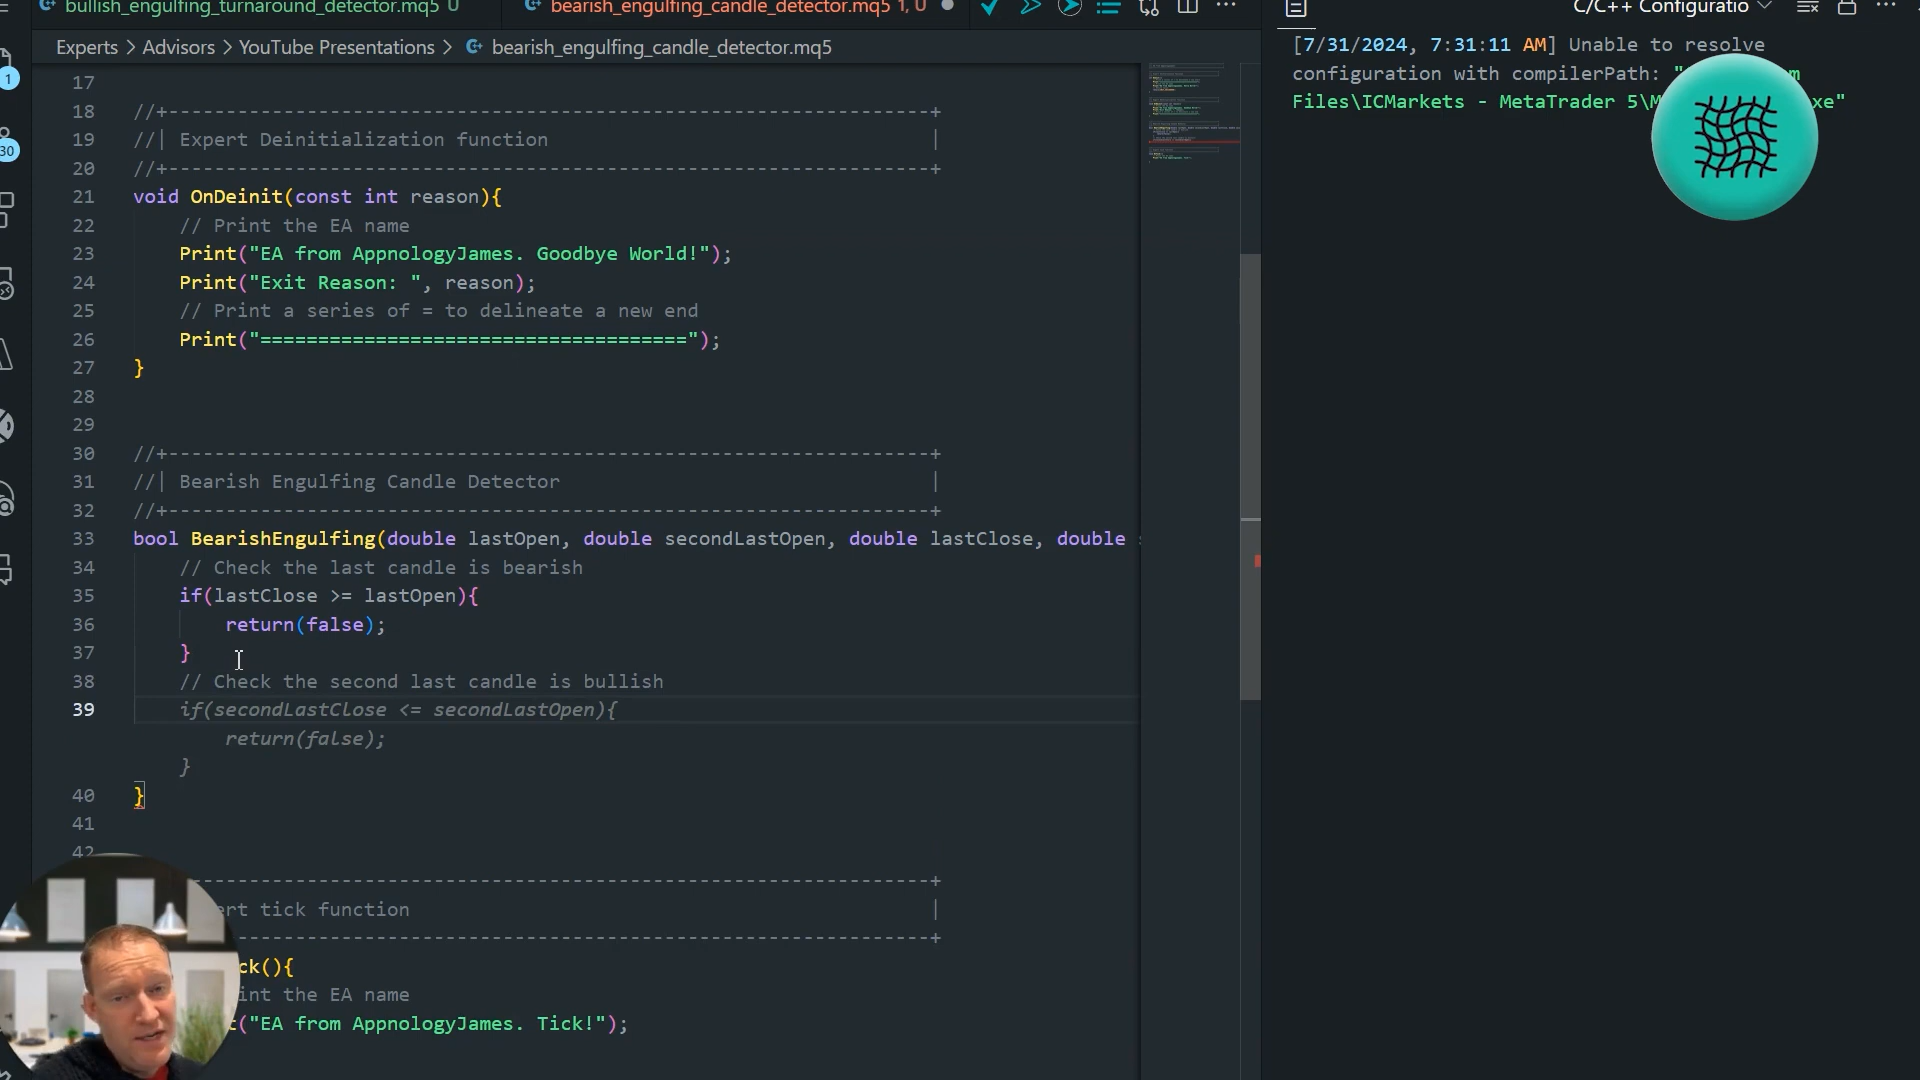 bullish_engulfing_turnaround_detector.mq5 U
bearish_engulfing_candle_detector.mq5 1, U
Experts > Advisors > YouTube Presentations > bearish_engulfing_candle_detector.mq5
17
18 //+------------------------------------------------------------------+
19 //| Expert Deinitialization function |
20 //+------------------------------------------------------------------+
21 void OnDeinit(const int reason){
22 // Print the EA name
23 Print("EA from AppnologyJames. Goodbye World!");
24 Print("Exit Reason: ", reason);
25 // Print a series of = to delineate a new end
26 Print("=====================================");
27 }
28
29
30 //+------------------------------------------------------------------+
31 //| Bearish Engulfing Candle Detector |
32 //+------------------------------------------------------------------+
33 bool BearishEngulfing(double lastOpen, double secondLastOpen, double lastClose, double
34 // Check the last candle is bearish
35 if(lastClose >= lastOpen){
36 return(false);
37 }
38 // Check the second last candle is bullish
39 if(secondLastClose <= secondLastOpen){
return(false);
}
40 }
41
42
-----------------------------------------------------------------+
ert tick function |
-----------------------------------------------------------------+
ck(){
int the EA name
t("EA from AppnologyJames. Tick!");
1
30
C/C++ Configuratio
[7/31/2024, 7:31:11 AM] Unable to resolve
configuration with compilerPath: "
Files\ICMarkets - MetaTrader 5\M xe"